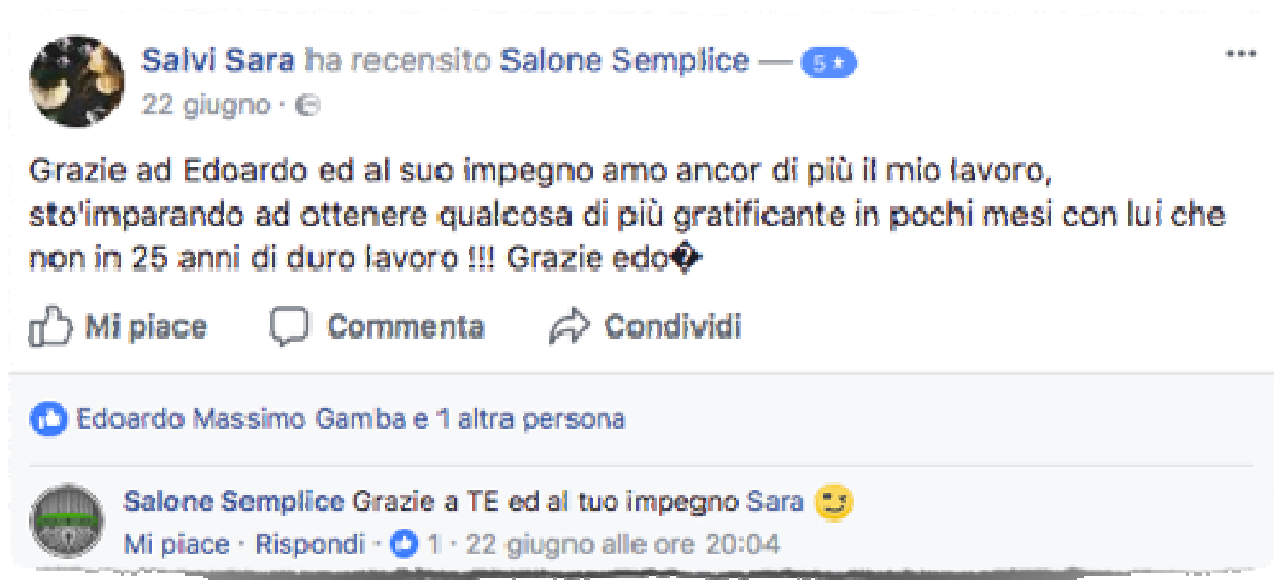 Salvi Sara ha recensito Salone Semplice — 5★
22 giugno ·
Grazie ad Edoardo ed al suo impegno amo ancor di più il mio lavoro,
sto'imparando ad ottenere qualcosa di più gratificante in pochi mesi con lui che
non in 25 anni di duro lavoro !!! Grazie edo�
Mi piace Commenta Condividi
Edoardo Massimo Gamba e 1 altra persona
Salone Semplice Grazie a TE ed al tuo impegno Sara 😉
Mi piace · Rispondi · 1 · 22 giugno alle ore 20:04